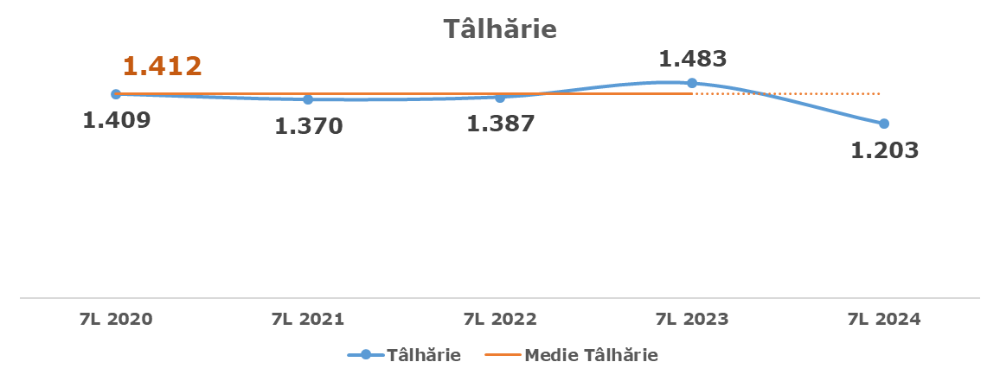 Tâlhărie
1.412
1.409
1.370
1.387
1.483
1.203
7L 2020
7L 2021
7L 2022
7L 2023
7L 2024
Tâlhărie
Medie Tâlhărie